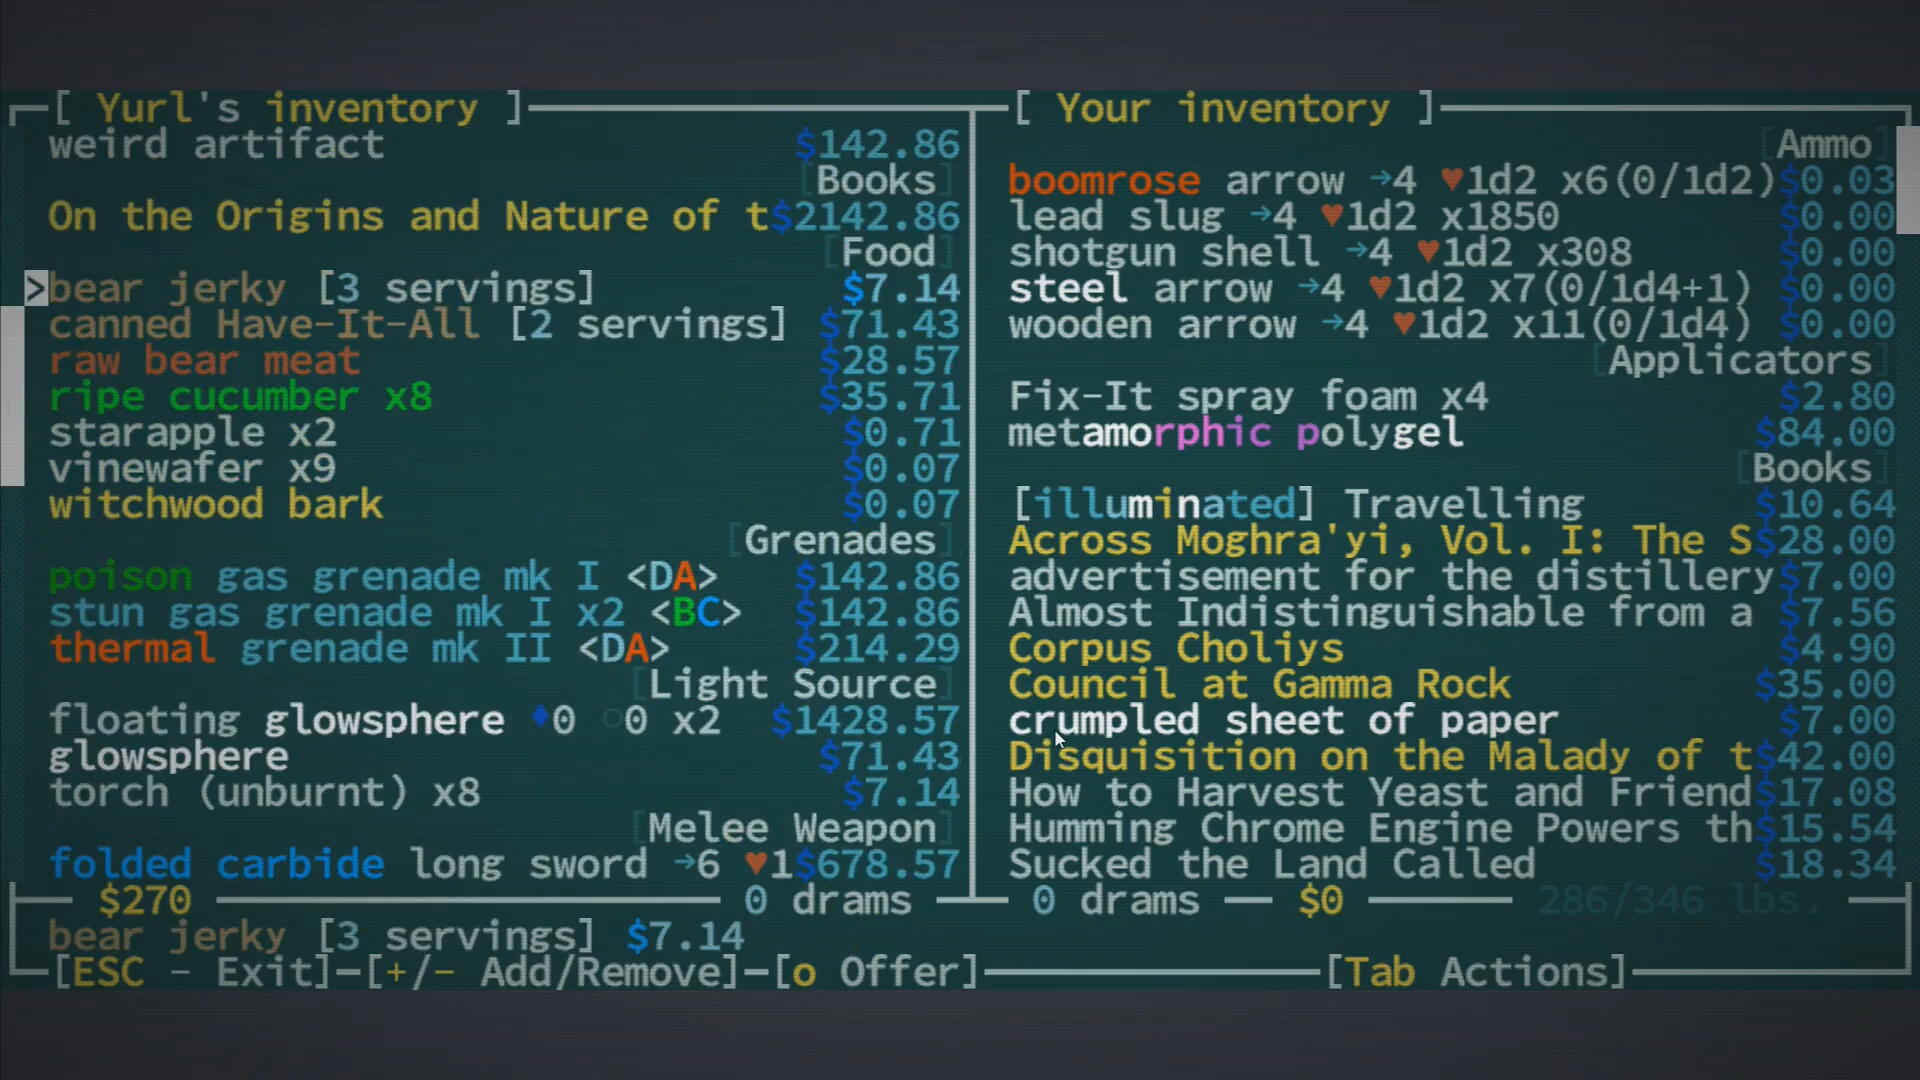 [ Yurl's inventory ]
weird artifact $142.86
[Books]
On the Origins and Nature of t$2142.86
[Food]
>bear jerky [3 servings] $7.14
canned Have-It-All [2 servings] $71.43
raw bear meat $28.57
ripe cucumber x8 $35.71
starapple x2 $0.71
vinewafer x9 $0.07
witchwood bark $0.07
[Grenades]
poison gas grenade mk I <DA> $142.86
stun gas grenade mk I x2 <BC> $142.86
thermal grenade mk II <DA> $214.29
[Light Source]
floating glowsphere ♦0 ○0 x2 $1428.57
glowsphere $71.43
torch (unburnt) x8 $7.14
[Melee Weapon]
folded carbide long sword →6 ♥1$678.57
[ Your inventory ]
[Ammo]
boomrose arrow →4 ♥1d2 x6(0/1d2)$0.03
lead slug →4 ♥1d2 x1850 $0.00
shotgun shell →4 ♥1d2 x308 $0.00
steel arrow →4 ♥1d2 x7(0/1d4+1) $0.00
wooden arrow →4 ♥1d2 x11(0/1d4) $0.00
[Applicators]
Fix-It spray foam x4 $2.80
metamorphic polygel $84.00
[Books]
[illuminated] Travelling $10.64
Across Moghra'yi, Vol. I: The S$28.00
advertisement for the distillery $7.00
Almost Indistinguishable from a $7.56
Corpus Choliys $4.90
Council at Gamma Rock $35.00
crumpled sheet of paper $7.00
Disquisition on the Malady of t$42.00
How to Harvest Yeast and Friend$17.08
Humming Chrome Engine Powers th$15.54
Sucked the Land Called $18.34
$270 0 drams 0 drams $0 286/346 lbs.
bear jerky [3 servings] $7.14
[ESC - Exit] [+/- Add/Remove] [o Offer] [Tab Actions]